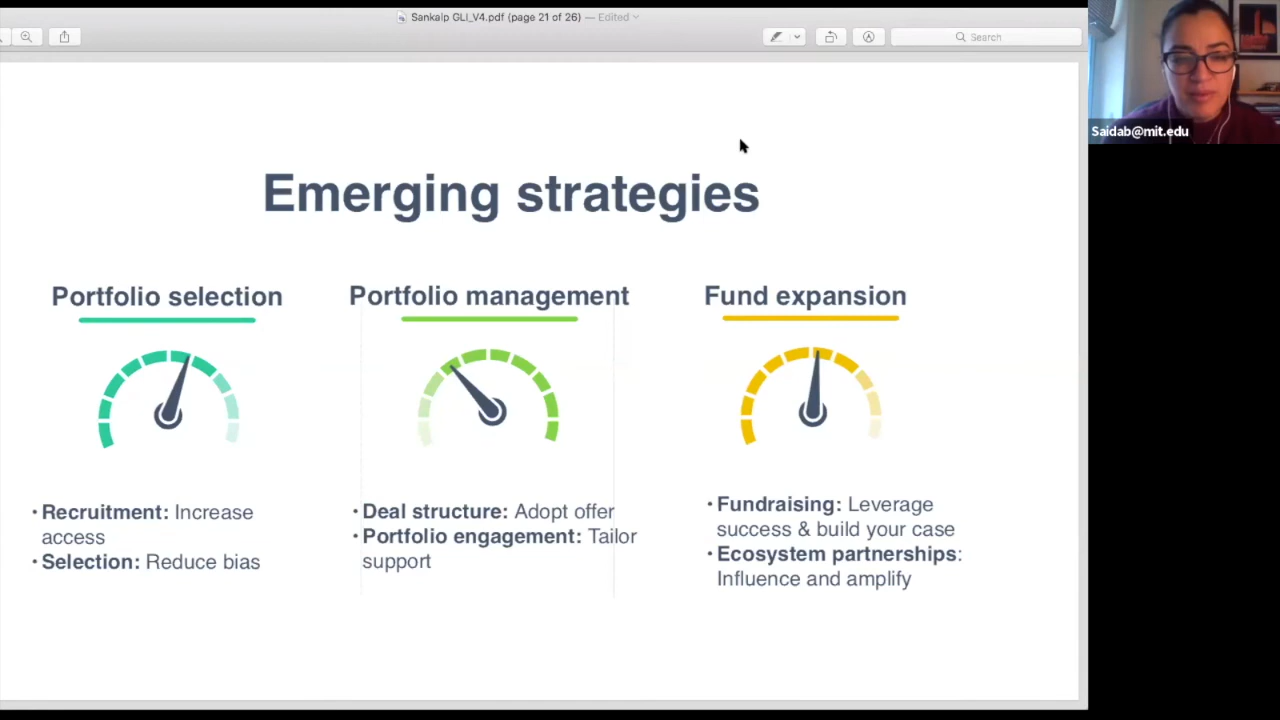 Sankalp GLI_V4.pdf (page 21 of 26) — Edited
Search
Saidab@mit.edu
Emerging strategies
Portfolio selection
• Recruitment: Increase
access
• Selection: Reduce bias
Portfolio management
• Deal structure: Adopt offer
• Portfolio engagement: Tailor
support
Fund expansion
• Fundraising: Leverage
success & build your case
• Ecosystem partnerships:
Influence and amplify